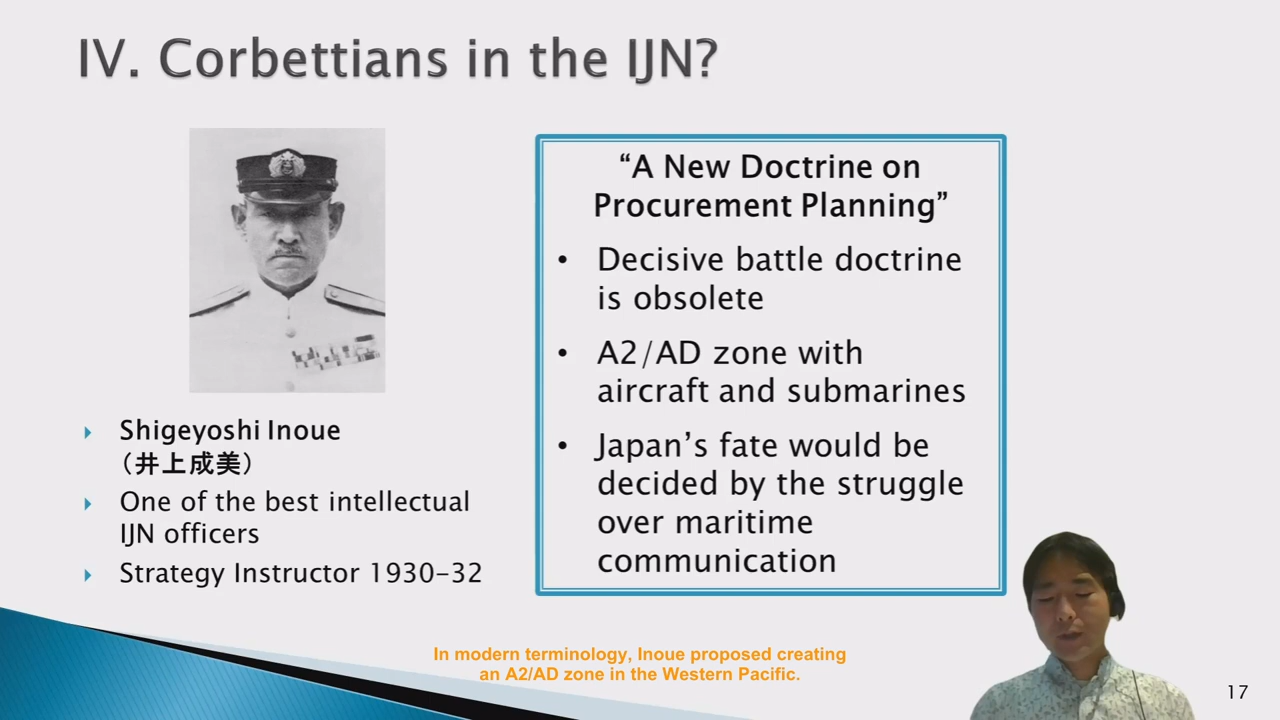 IV. Corbettians in the IJN?
Shigeyoshi Inoue
（井上成美）
One of the best intellectual
IJN officers
Strategy Instructor 1930-32
“A New Doctrine on
Procurement Planning”
• Decisive battle doctrine
is obsolete
• A2/AD zone with
aircraft and submarines
• Japan’s fate would be
decided by the struggle
over maritime
communication
In modern terminology, Inoue proposed creating
an A2/AD zone in the Western Pacific.
17